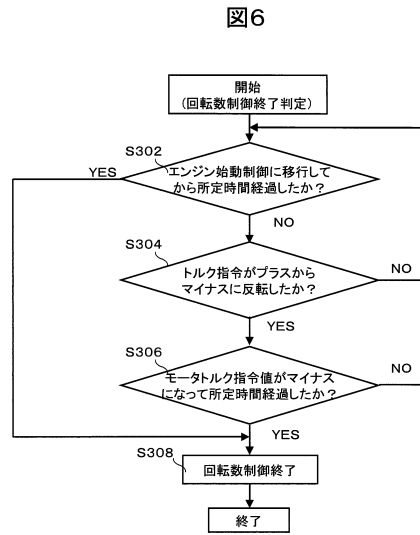 図6
開始
(回転数制御終了判定)
S302
エンジン始動制御に移行して
から所定時間経過したか？
YES
NO
S304
トルク指令がプラスから
マイナスに反転したか？
NO
YES
S306
モータトルク指令値がマイナス
になって所定時間経過したか？
NO
YES
S308
回転数制御終了
終了